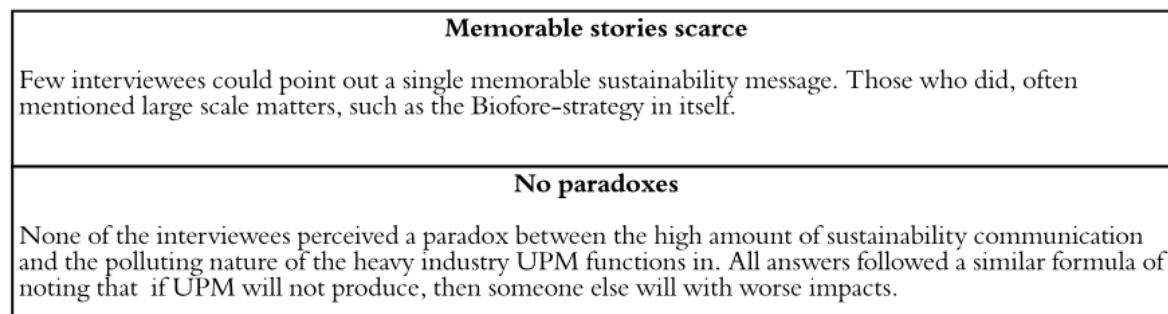 Memorable stories scarce
Few interviewees could point out a single memorable sustainability message. Those who did, often
mentioned large scale matters, such as the Biofore-strategy in itself.
No paradoxes
None of the interviewees perceived a paradox between the high amount of sustainability communication
and the polluting nature of the heavy industry UPM functions in. All answers followed a similar formula of
noting that if UPM will not produce, then someone else will with worse impacts.